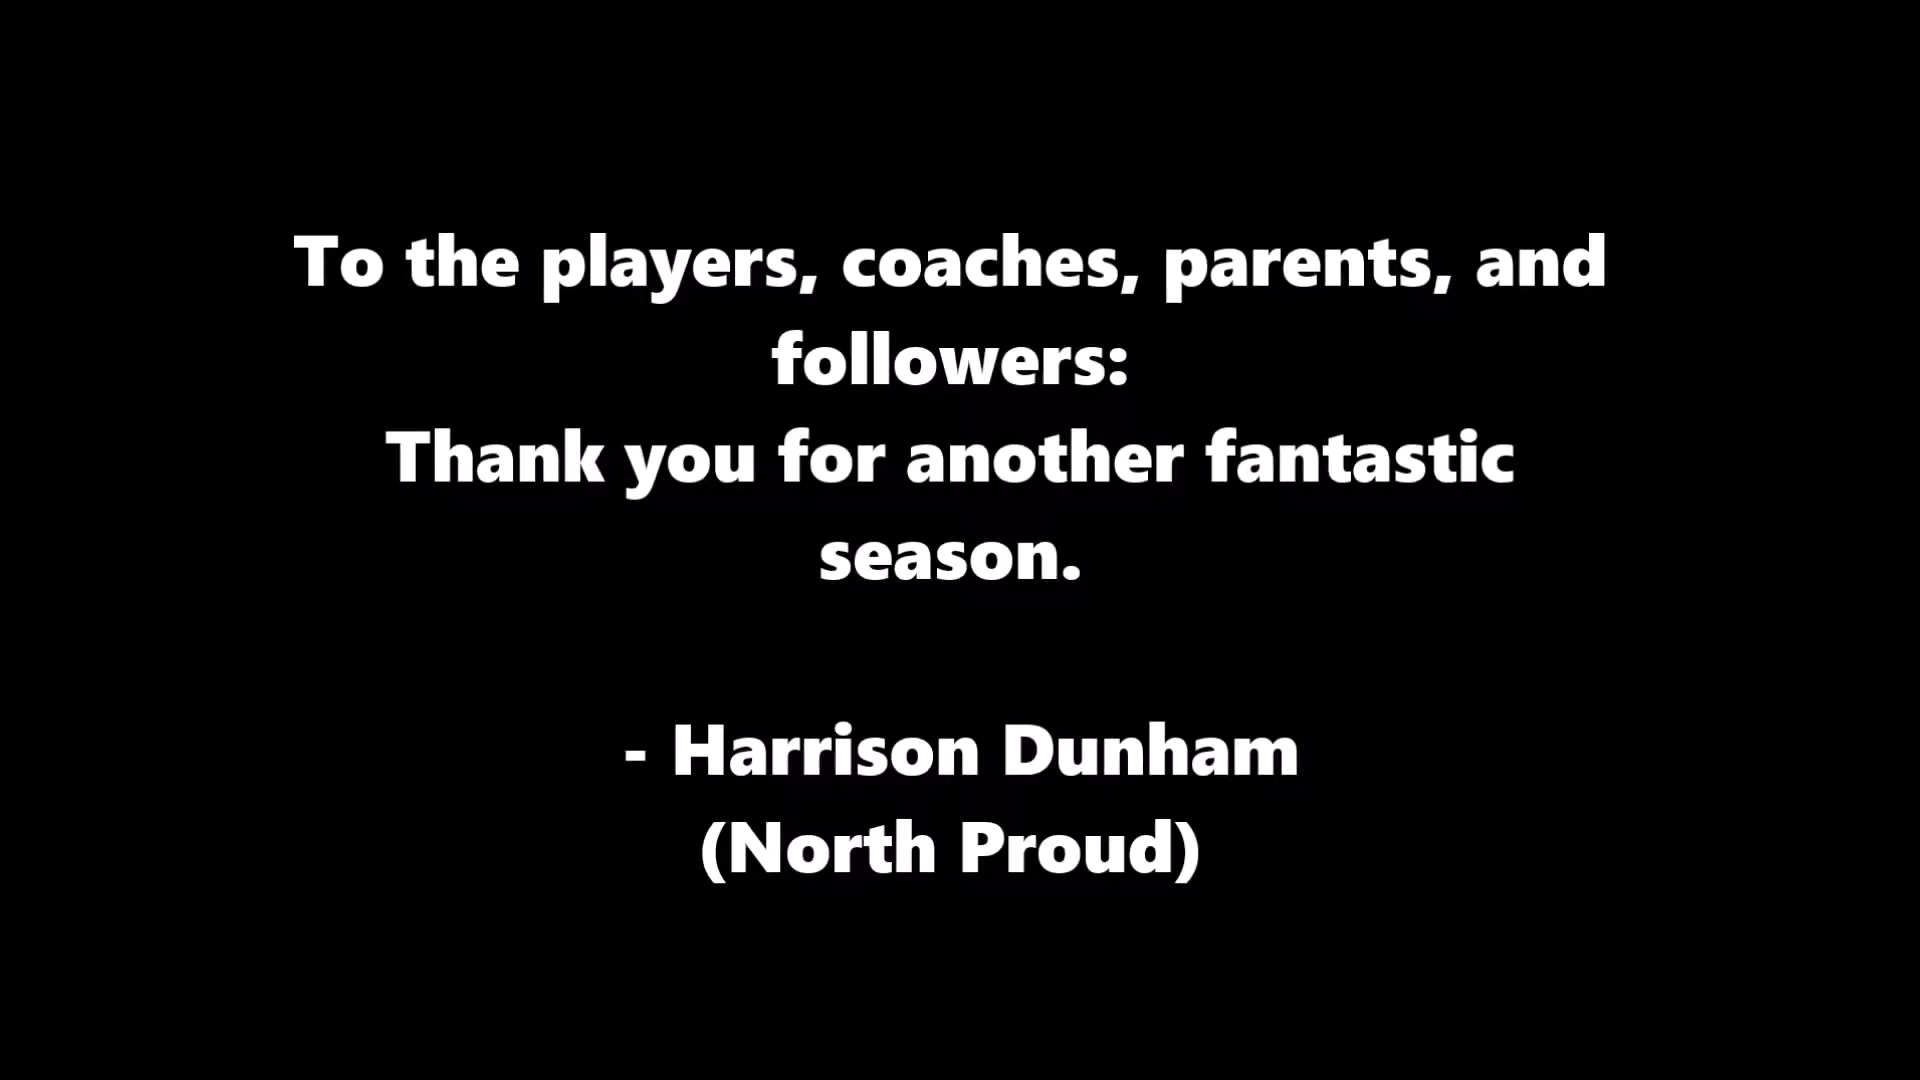 To the players, coaches, parents, and
followers:
Thank you for another fantastic
season.
- Harrison Dunham
(North Proud)